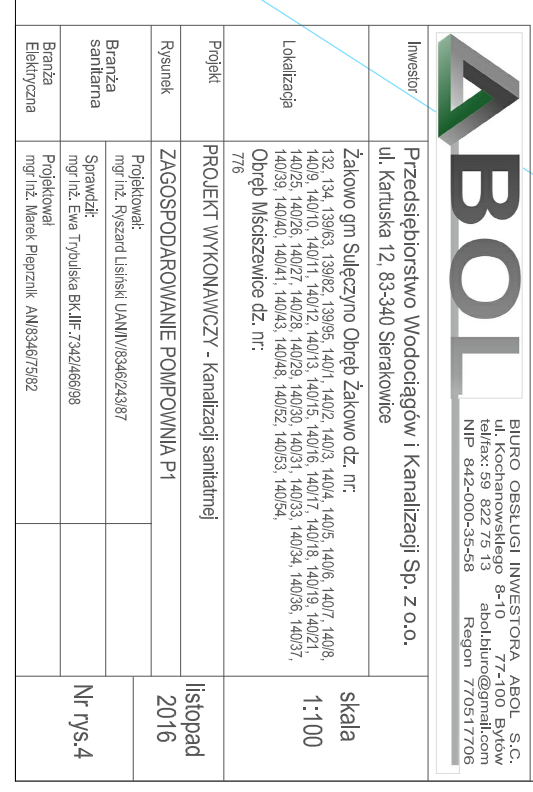 ABOL
BIURO OBSŁUGI INWESTORA ABOL S.C.
ul. Kochanowskiego 8-10 77-100 Bytów
tel/fax: 59 822 75 13 abol.biuro@gmail.com
NIP 842-000-35-58 Regon 770517706
Inwestor
Przedsiębiorstwo Wodociągów i Kanalizacji Sp. z o.o.
ul. Kartuska 12, 83-340 Sierakowice
Lokalizacja
Żakowo gm Sulęczyno Obręb Żakowo dz. nr:
132, 134, 139/63, 139/82, 139/95, 140/1, 140/2, 140/3, 140/4, 140/5, 140/6, 140/7, 140/8,
140/9, 140/10, 140/11, 140/12, 140/13, 140/15, 140/16, 140/17, 140/18, 140/19, 140/21,
140/25, 140/26, 140/27, 140/28, 140/29, 140/30, 140/31, 140/33, 140/34, 140/36, 140/37,
140/39, 140/40, 140/41, 140/43, 140/48, 140/52, 140/53, 140/54,
Obręb Mściszewice dz. nr:
776
skala
1:100
Projekt
PROJEKT WYKONAWCZY - Kanalizacji sanitatrnej
Rysunek
ZAGOSPODAROWANIE POMPOWNIA P1
listopad
2016
Branża
sanitarna
Projektował:
mgr inż. Ryszard Lisiński UAN/IV/8346/243/87
Sprawdził:
mgr inż. Ewa Trybulska BK.IIF.7342/466/98
Nr rys.4
Branża
Elektryczna
Projektował
mgr inż. Marek Pleprznik AN/8346/75/82